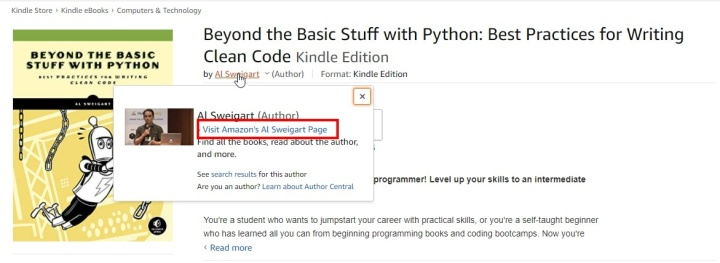 Kindle Store › Kindle eBooks › Computers & Technology
BEYOND THE BASIC
STUFF WITH PYTHON
BEST PRACTICES FOR WRITING
CLEAN CODE
AL SWEIGART
Beyond the Basic Stuff with Python: Best Practices for Writing
Clean Code Kindle Edition
by Al Sweigart (Author) Format: Kindle Edition
Al Sweigart (Author)
› Visit Amazon's Al Sweigart Page
Find all the books, read about the author,
and more.
See search results for this author
Are you an author? Learn about Author Central
programmer! Level up your skills to an intermediate
You're a student who wants to jumpstart your career with practical skills, or you're a self-taught beginner
who has learned all you can from beginning programming books and coding bootcamps. Now you're
Read more